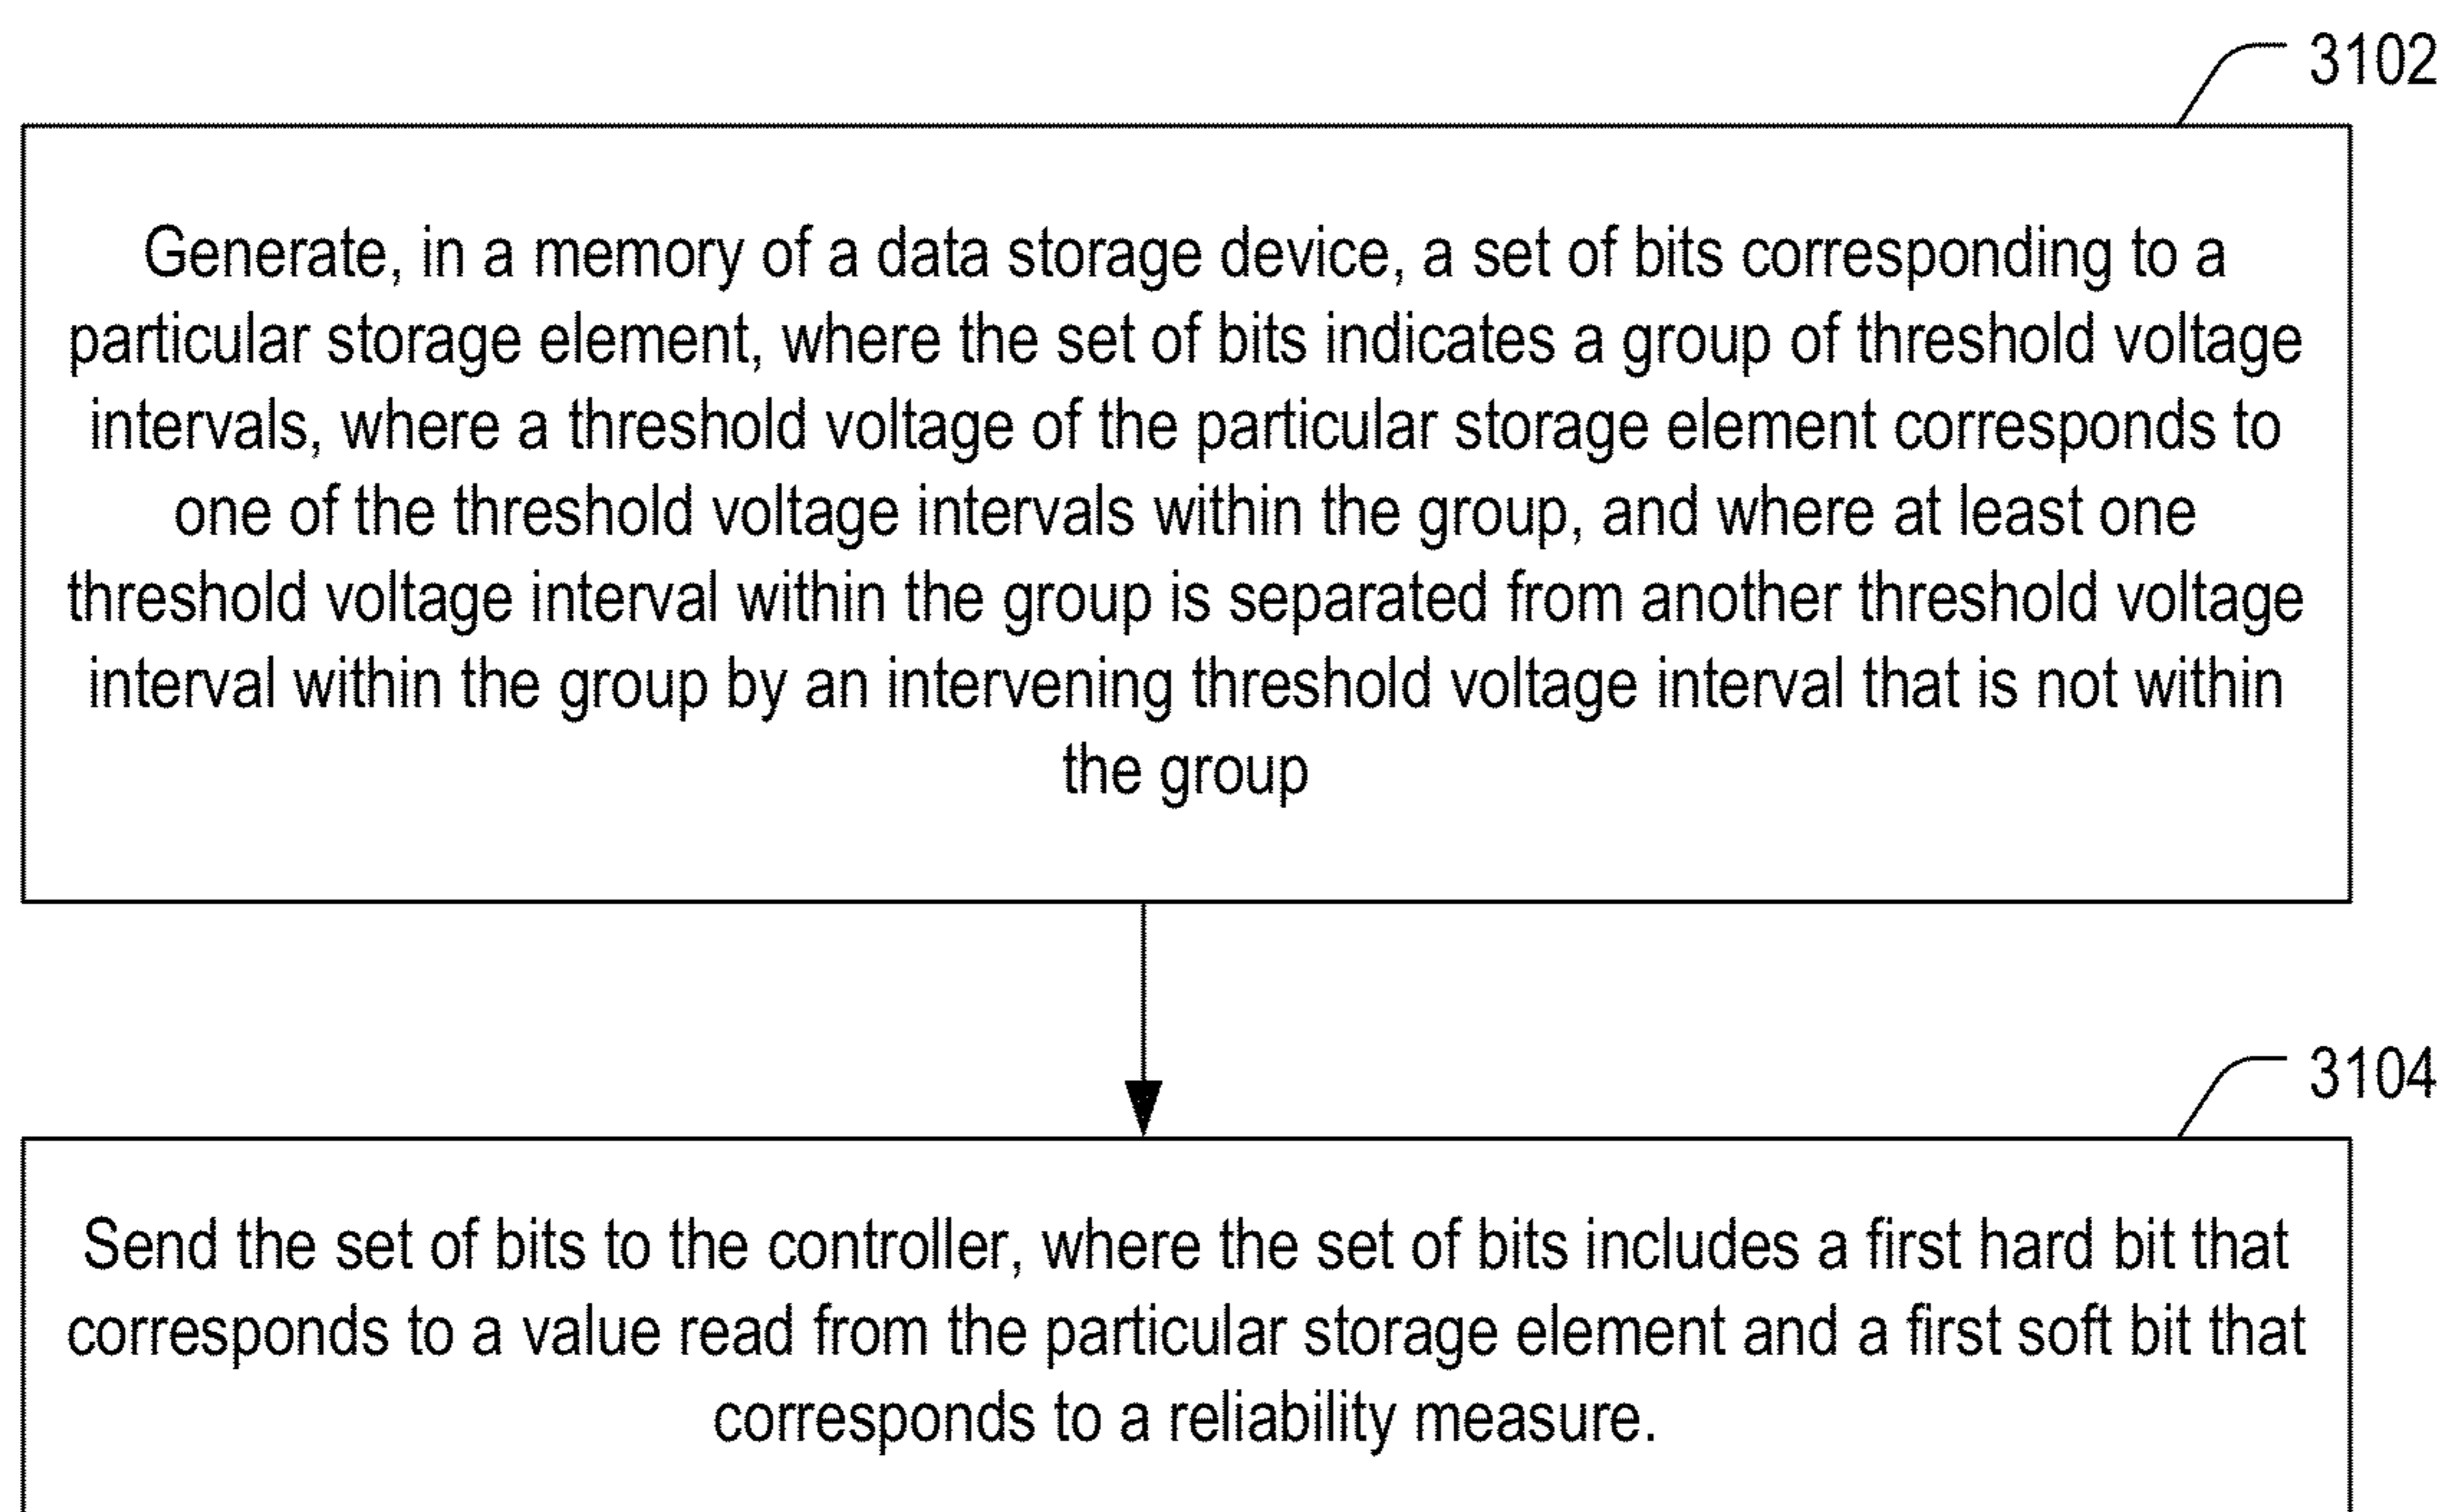 3102
Generate, in a memory of a data storage device, a set of bits corresponding to a
particular storage element, where the set of bits indicates a group of threshold voltage
intervals, where a threshold voltage of the particular storage element corresponds to
one of the threshold voltage intervals within the group, and where at least one
threshold voltage interval within the group is separated from another threshold voltage
interval within the group by an intervening threshold voltage interval that is not within
the group
3104
Send the set of bits to the controller, where the set of bits includes a first hard bit that
corresponds to a value read from the particular storage element and a first soft bit that
corresponds to a reliability measure.